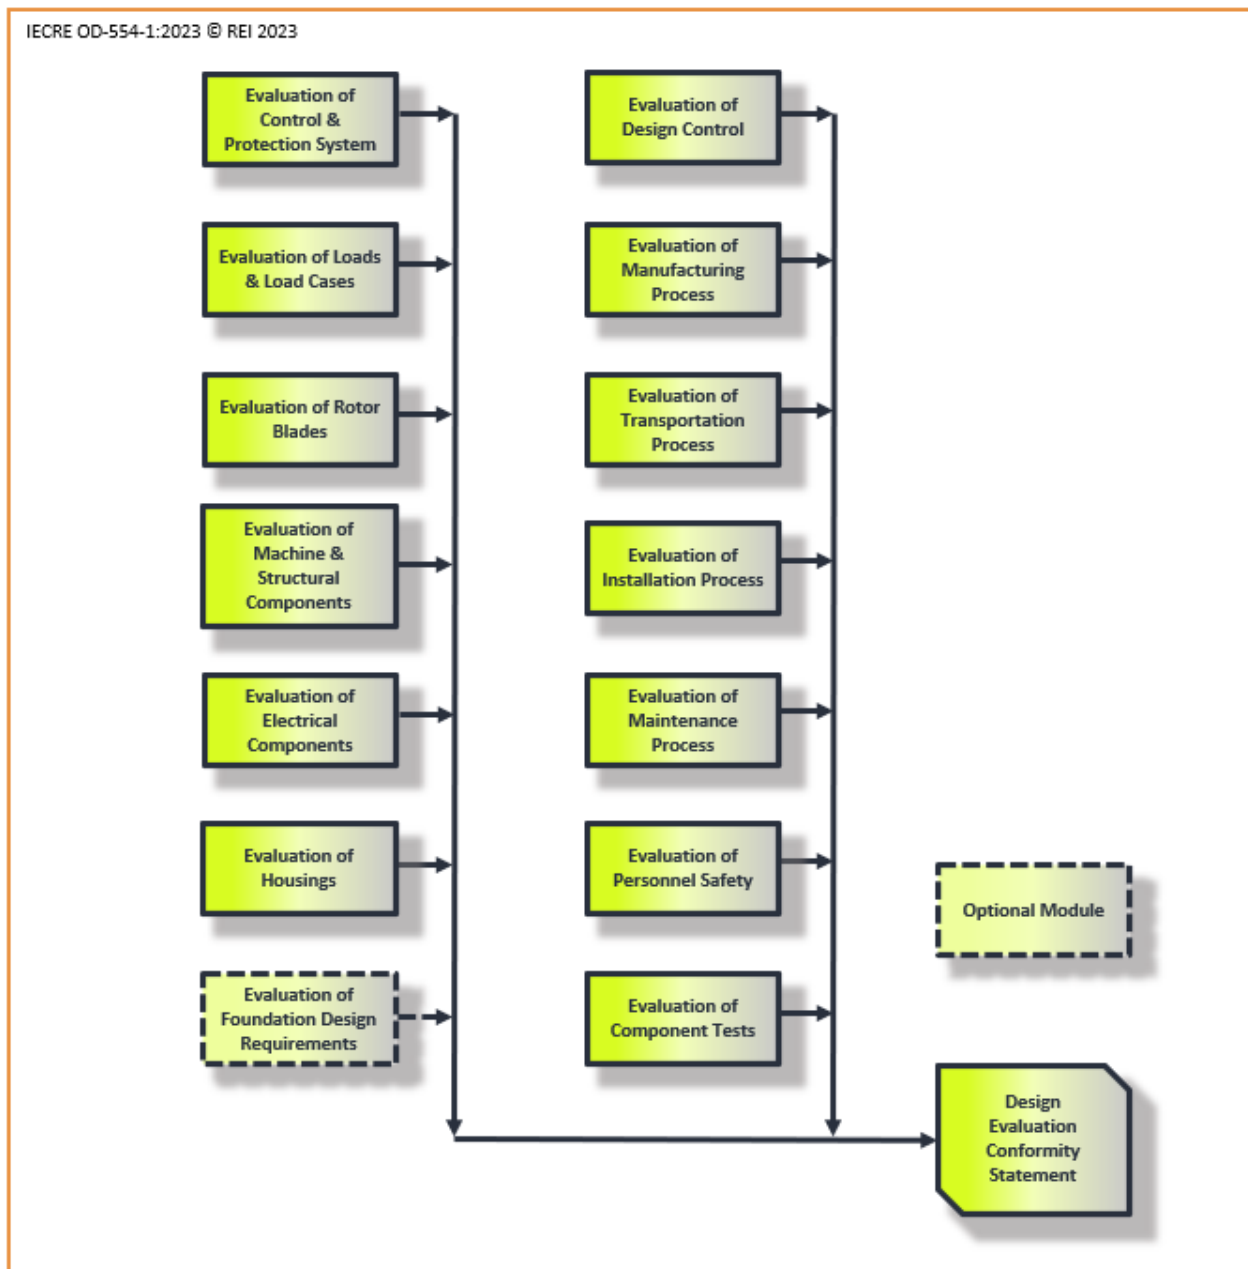 IECRE OD-554-1:2023 © REI 2023
Evaluation of
Control &
Protection System
Evaluation of Loads
& Load Cases
Evaluation of Rotor
Blades
Evaluation of
Machine &
Structural
Components
Evaluation of
Electrical
Components
Evaluation of
Housings
Evaluation of
Foundation Design
Requirements
Evaluation of
Design Control
Evaluation of
Manufacturing
Process
Evaluation of
Transportation
Process
Evaluation of
Installation Process
Evaluation of
Maintenance
Process
Evaluation of
Personnel Safety
Evaluation of
Component Tests
Optional Module
Design
Evaluation
Conformity
Statement